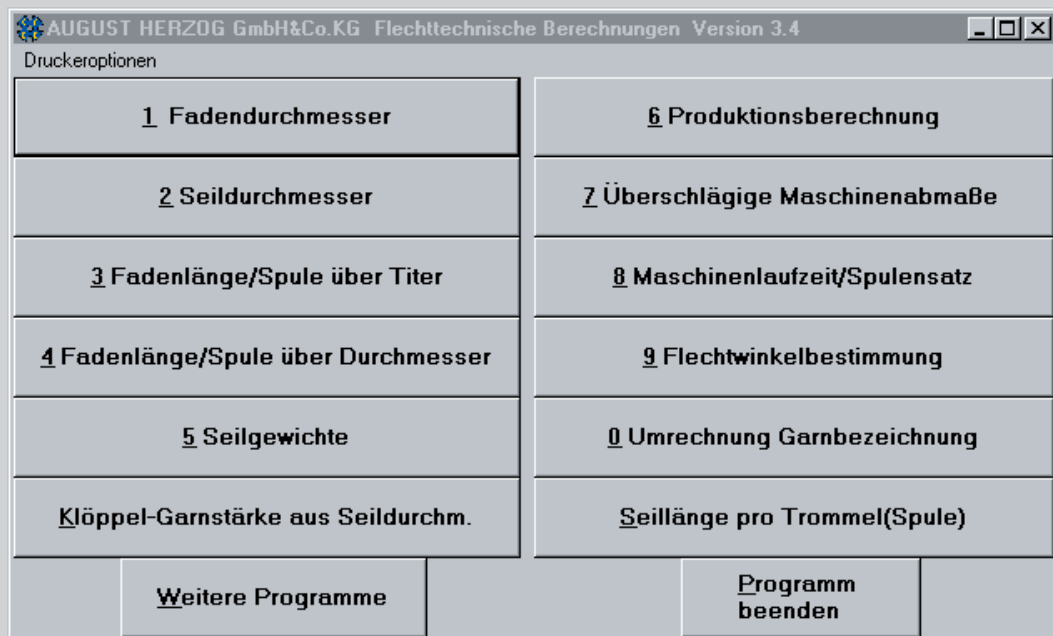 AUGUST HERZOG GmbH&Co.KG Flechttechnische Berechnungen Version 3.4
Druckeroptionen
1 Fadendurchmesser
2 Seildurchmesser
3 Fadenlänge/Spule über Titer
4 Fadenlänge/Spule über Durchmesser
5 Seilgewichte
Klöppel-Garnstärke aus Seildurchm.
6 Produktionsberechnung
7 Überschlägige Maschinenabmaße
8 Maschinenlaufzeit/Spulensatz
9 Flechtwinkelbestimmung
0 Umrechnung Garnbezeichnung
Seillänge pro Trommel(Spule)
Weitere Programme
Programm
beenden